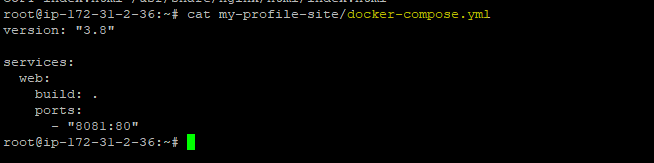 root@ip-172-31-2-36:~# cat my-profile-site/docker-compose.yml
version: "3.8"
services:
web:
build: .
ports:
- "8081:80"
root@ip-172-31-2-36:~#